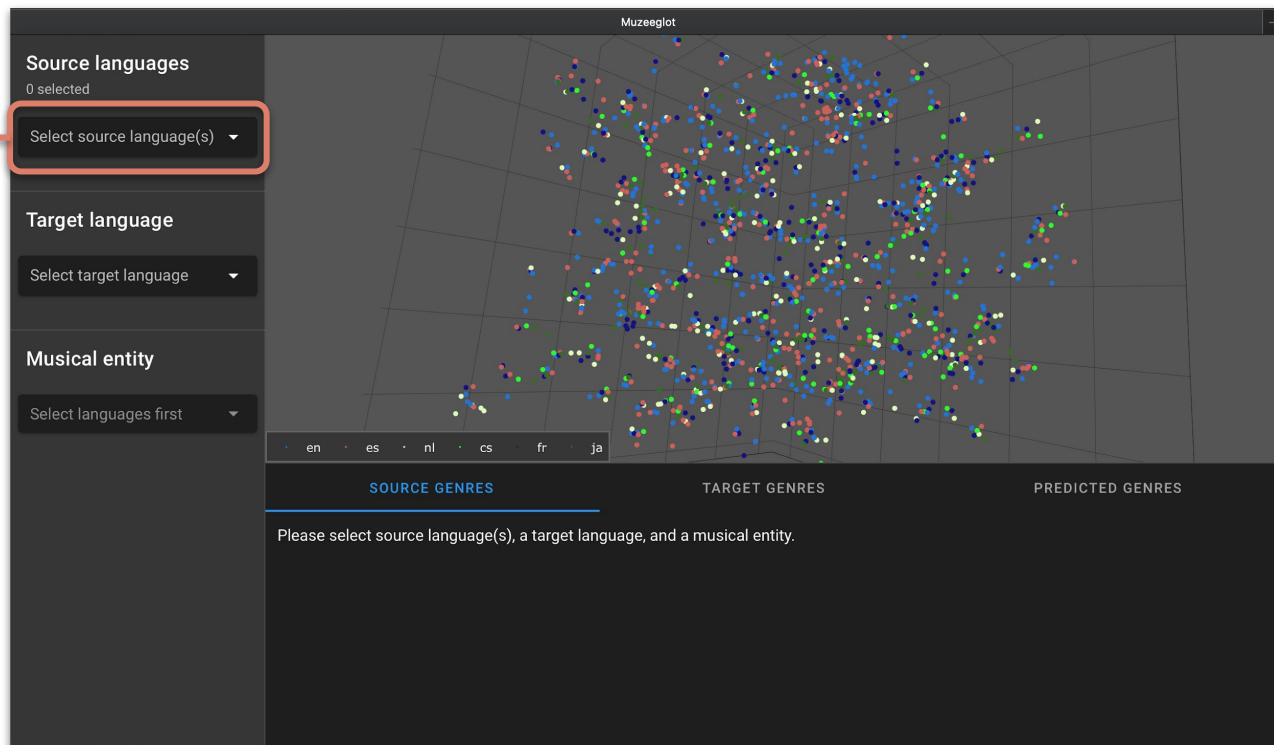 Muzeeglot
Source languages
0 selected
Select source language(s)
Target language
Select target language
Musical entity
Select languages first
en es nl cs fr ja
SOURCE GENRES TARGET GENRES PREDICTED GENRES
Please select source language(s), a target language, and a musical entity.